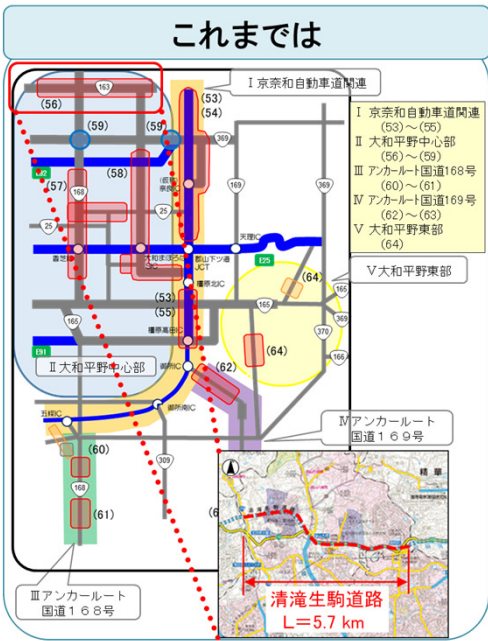 これまでは
Ⅰ京奈和自動車道関連
163
(56)
(53)
(54)
(59)
(59)
369
Ⅰ 京奈和自動車道関連
(53)～(55)
Ⅱ 大和平野中心部
(56)～(59)
Ⅲ アンカールート国道168号
(60)～(61)
Ⅳ アンカールート国道169号
(62)～(63)
Ⅴ 大和平野東部
(64)
(57)
(58)
168
169
369
25
25
天理IC
郡山下ツ道
JCT
E25
橿原北IC
(64)
Ⅴ大和平野東部
(53)
(55)
165
165
165
369
370
166
橿原高田IC
E91
Ⅱ大和平野中心部
御所IC
(62)
(64)
五條IC
御所南IC
Ⅳアンカールート
国道１６９号
(60)
168
309
(61)
Ⅲアンカールート
国道１６８号
精華
清滝生駒道路
L＝5.7 km